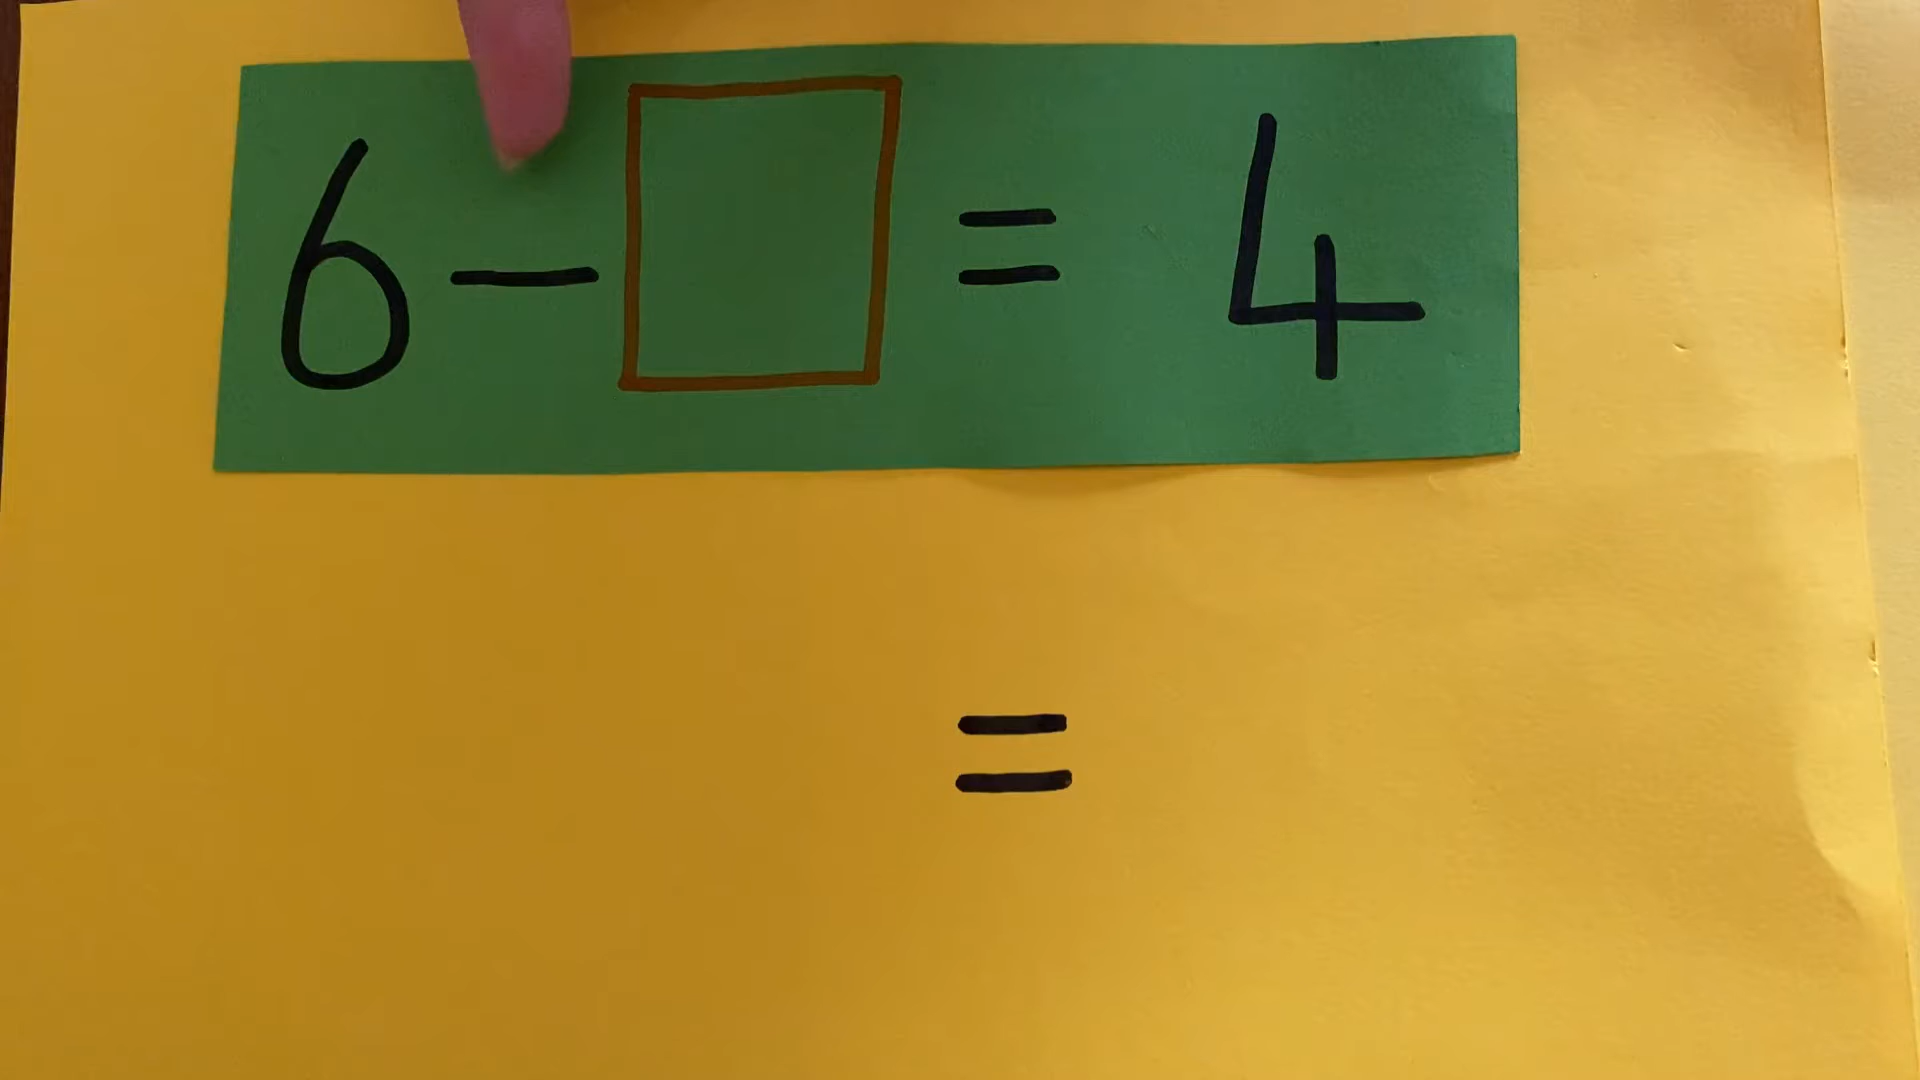 6 - □ = 4
=